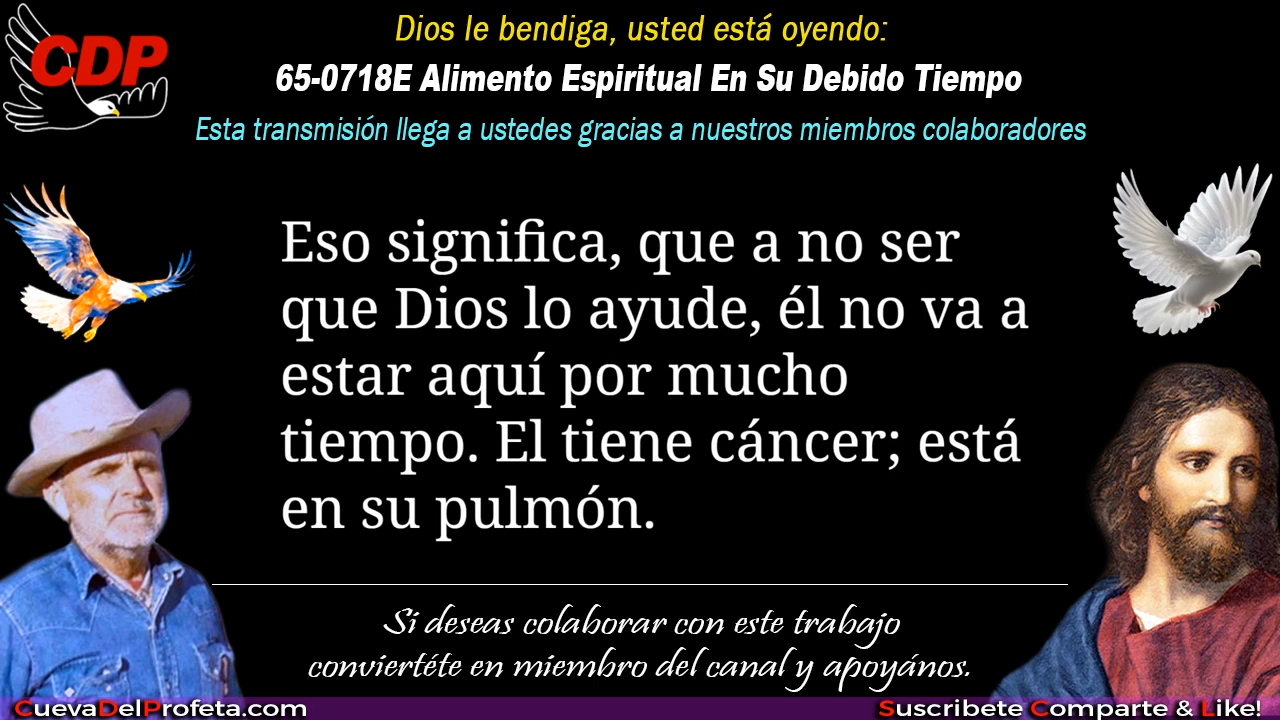 CDP
Dios le bendiga, usted está oyendo:
65-0718E Alimento Espiritual En Su Debido Tiempo
Esta transmisión llega a ustedes gracias a nuestros miembros colaboradores
Eso significa, que a no ser
que Dios lo ayude, él no va a
estar aquí por mucho
tiempo. El tiene cáncer; está
en su pulmón.
Si deseas colaborar con este trabajo
conviertéte en miembro del canal y apoyános.
CuevaDelProfeta.com
Suscribete Comparte & Like!